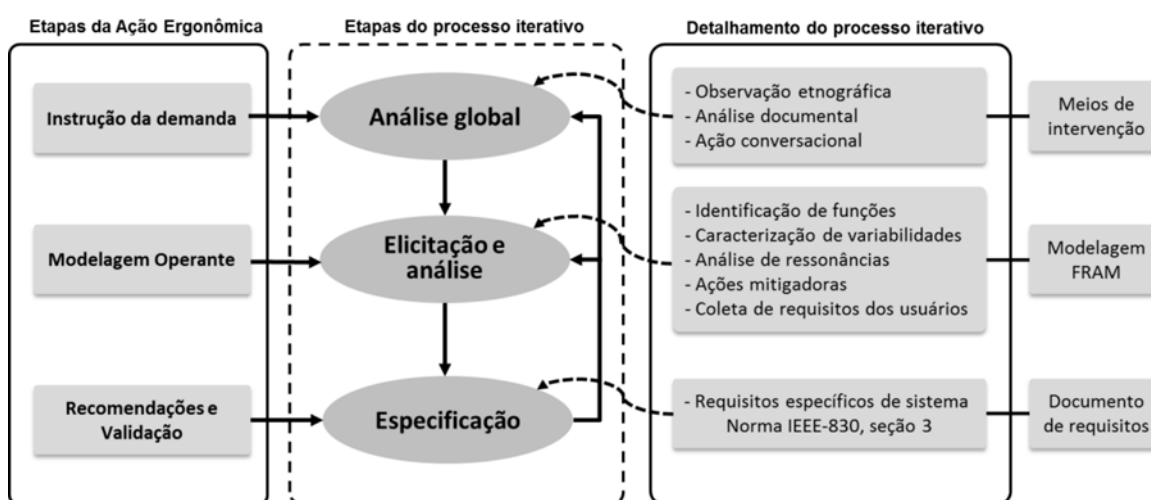 Etapas da Ação Ergonômica
Etapas do processo iterativo
Detalhamento do processo iterativo
Instrução da demanda
Análise global
- Observação etnográfica
- Análise documental
- Ação conversacional
Meios de
intervenção
Modelagem Operante
Elicitação e
análise
- Identificação de funções
- Caracterização de variabilidades
- Análise de ressonâncias
- Ações mitigadoras
- Coleta de requisitos dos usuários
Modelagem
FRAM
Recomendações e
Validação
Especificação
- Requisitos específicos de sistema
Norma IEEE-830, seção 3
Documento
de requisitos